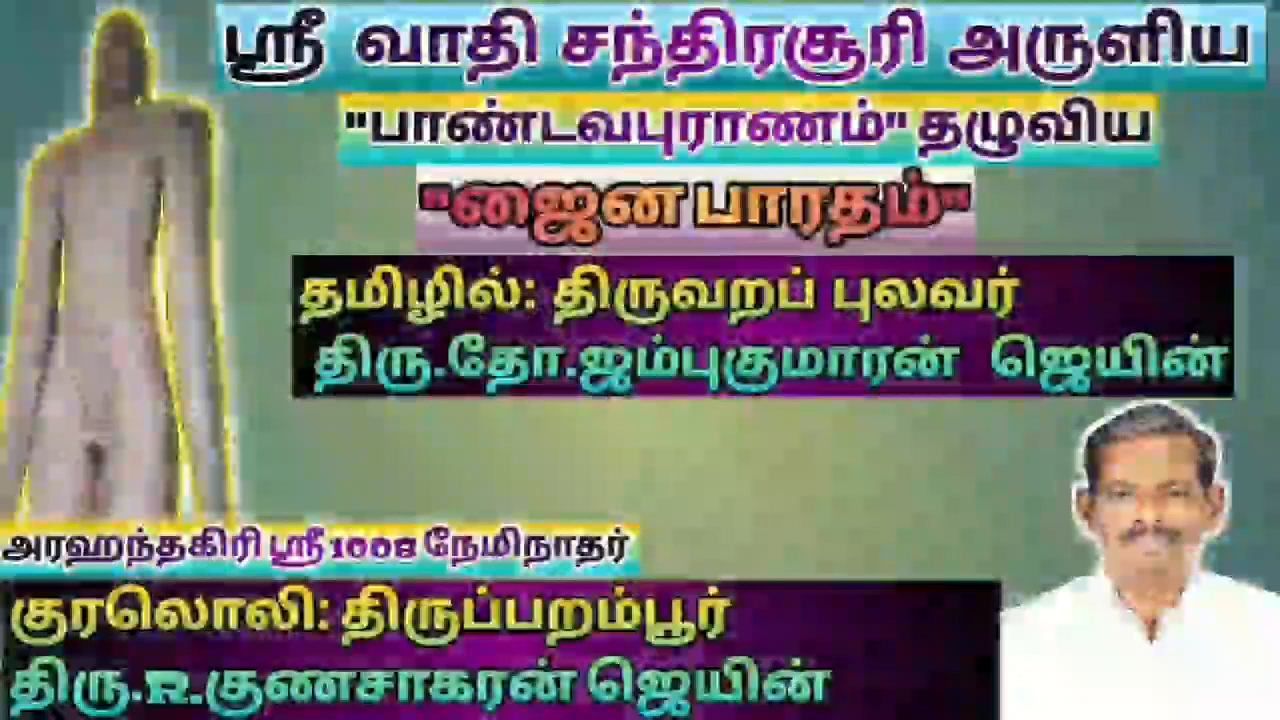 ஸ்ரீ வாதி சந்திரசூரி அருளிய
"பாண்டவபுராணம்" தழுவிய
"ஜைன பாரதம்"
தமிழில்: திருவறப் புலவர்
திரு.தோ.ஜம்புகுமாரன் ஜெயின்
அரஹந்தகிரி ஸ்ரீ 1008 நேமிநாதர்
குரலொலி: திருப்பறம்பூர்
திரு.R.குணசாகரன் ஜெயின்